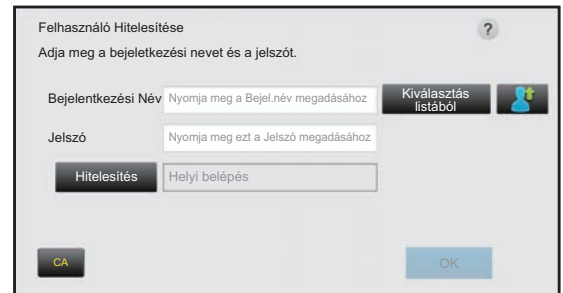 Felhasználó Hitelesítése
?
Adja meg a bejeletkezési nevet és a jelszót.
Bejelentkezési Név Nyomja meg a Bejel.név megadásához Kiválasztás listából
Jelszó Nyomja meg ezt a Jelszó megadásához
Hitelesítés Helyi belépés
CA OK